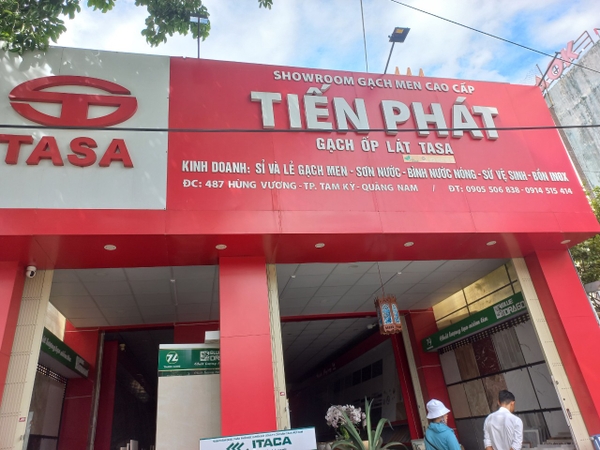 SHOWROOM GẠCH MEN CAO CẤP
TIẾN PHÁT
GẠCH ỐP LÁT TASA
TASA
KINH DOANH: SỈ VÀ LẺ GẠCH MEN - SƠN NƯỚC - BÌNH NƯỚC NÓNG - SỨ VỆ SINH - BỒN INOX
ĐC: 487 HÙNG VƯƠNG - TP. TAM KỲ - QUẢNG NAM / ĐT: 0905 506 838 - 0914 515 414
ITACA